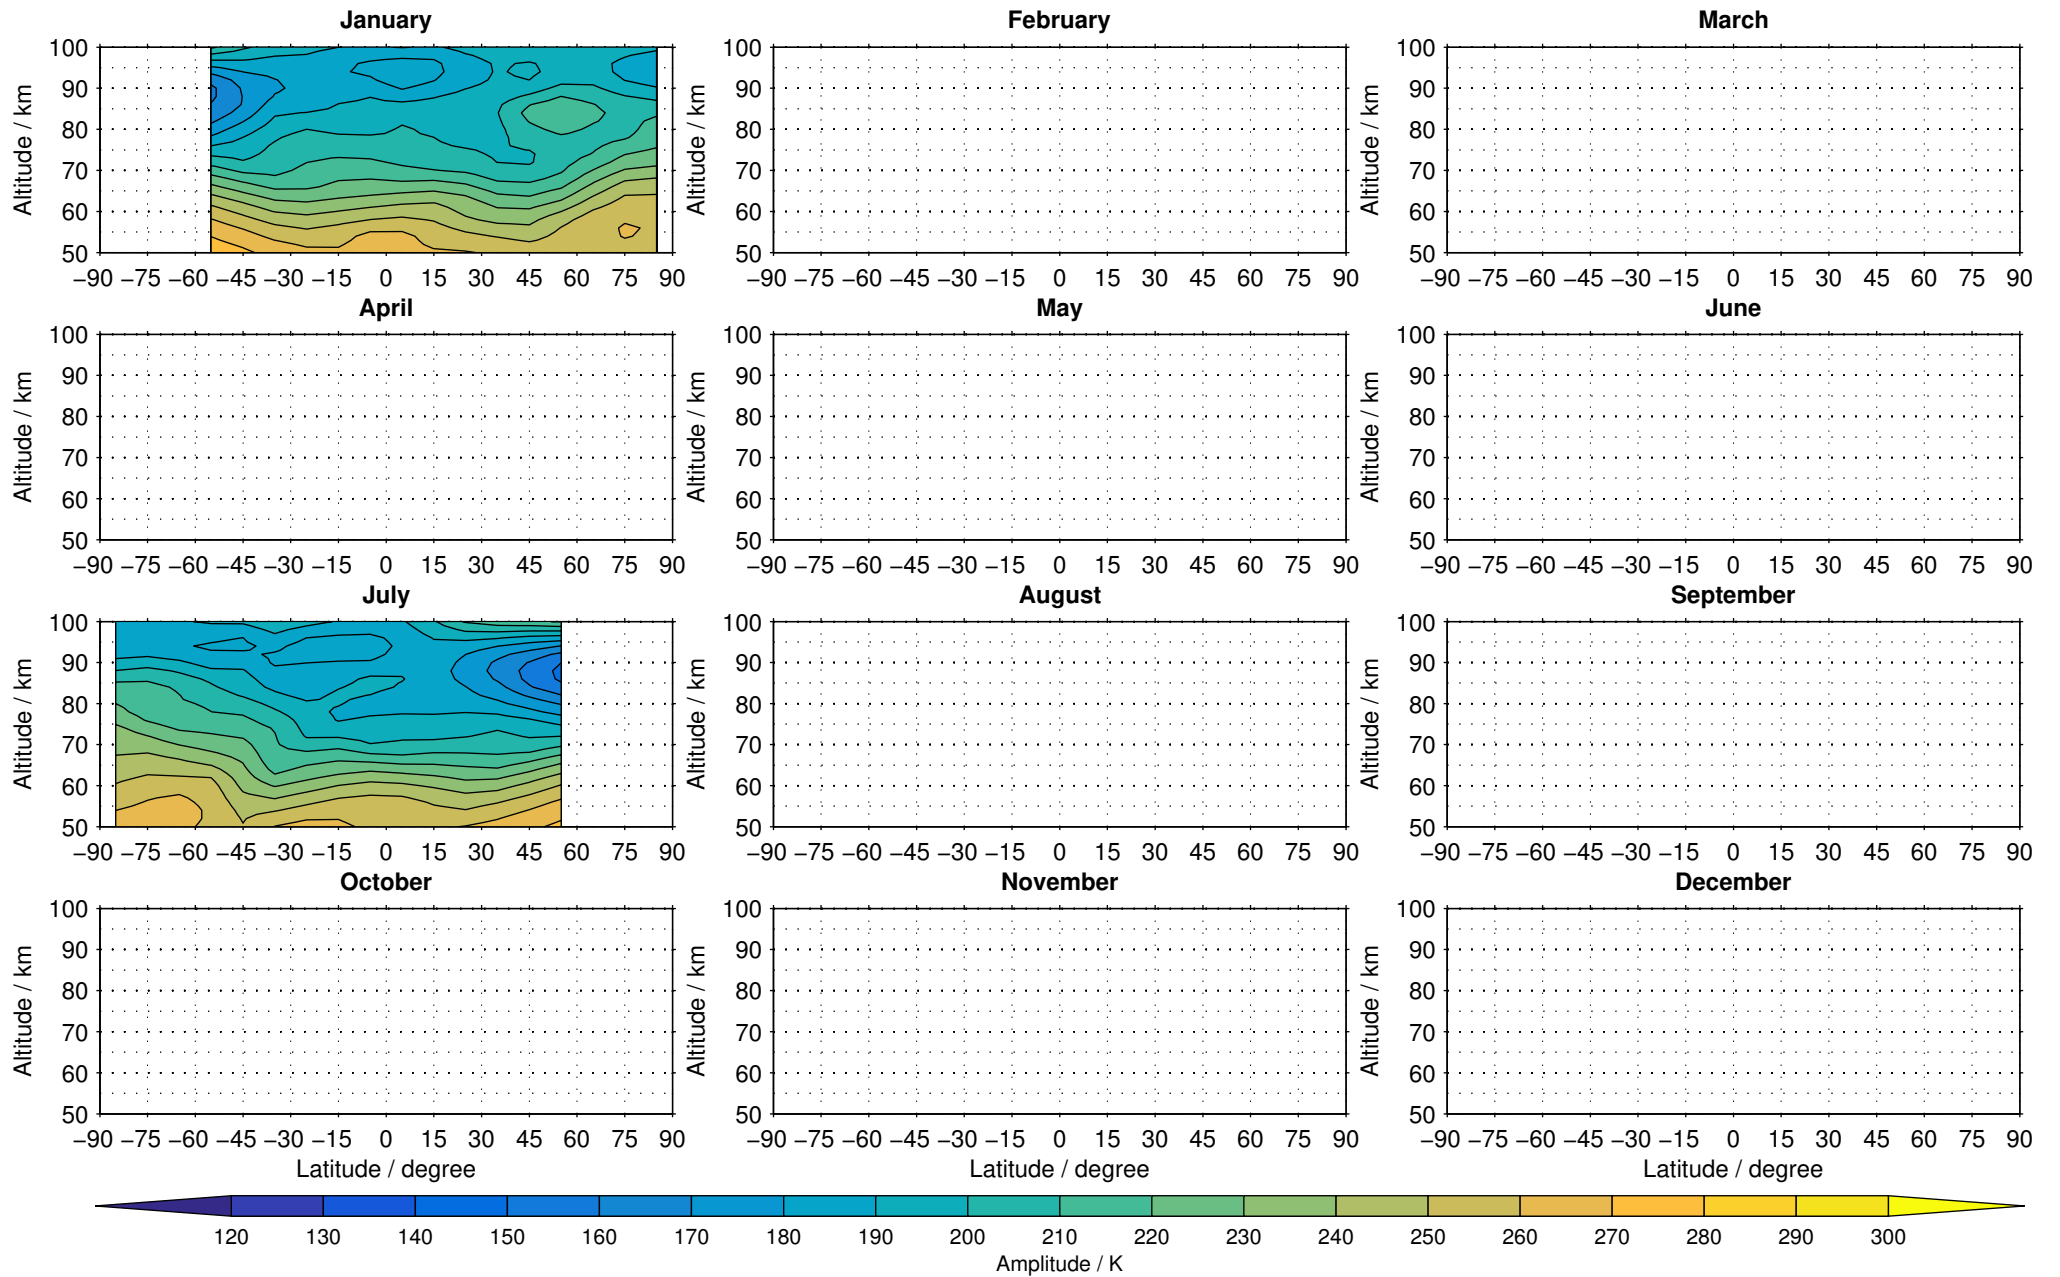 January February March
100 100 100
90 90 90
80 80 80
70 70 70
60 60 60
50 50 50
Altitude / km Altitude / km Altitude / km
−90 −75 −60 −45 −30 −15 0 15 30 45 60 75 90 −90 −75 −60 −45 −30 −15 0 15 30 45 60 75 90 −90 −75 −60 −45 −30 −15 0 15 30 45 60 75 90
April May June
100 100 100
90 90 90
80 80 80
70 70 70
60 60 60
50 50 50
Altitude / km Altitude / km Altitude / km
−90 −75 −60 −45 −30 −15 0 15 30 45 60 75 90 −90 −75 −60 −45 −30 −15 0 15 30 45 60 75 90 −90 −75 −60 −45 −30 −15 0 15 30 45 60 75 90
July August September
100 100 100
90 90 90
80 80 80
70 70 70
60 60 60
50 50 50
Altitude / km Altitude / km Altitude / km
−90 −75 −60 −45 −30 −15 0 15 30 45 60 75 90 −90 −75 −60 −45 −30 −15 0 15 30 45 60 75 90 −90 −75 −60 −45 −30 −15 0 15 30 45 60 75 90
October November December
100 100 100
90 90 90
80 80 80
70 70 70
60 60 60
50 50 50
Altitude / km Altitude / km Altitude / km
−90 −75 −60 −45 −30 −15 0 15 30 45 60 75 90 −90 −75 −60 −45 −30 −15 0 15 30 45 60 75 90 −90 −75 −60 −45 −30 −15 0 15 30 45 60 75 90
Latitude / degree Latitude / degree Latitude / degree
120 130 140 150 160 170 180 190 200 210 220 230 240 250 260 270 280 290 300
Amplitude / K